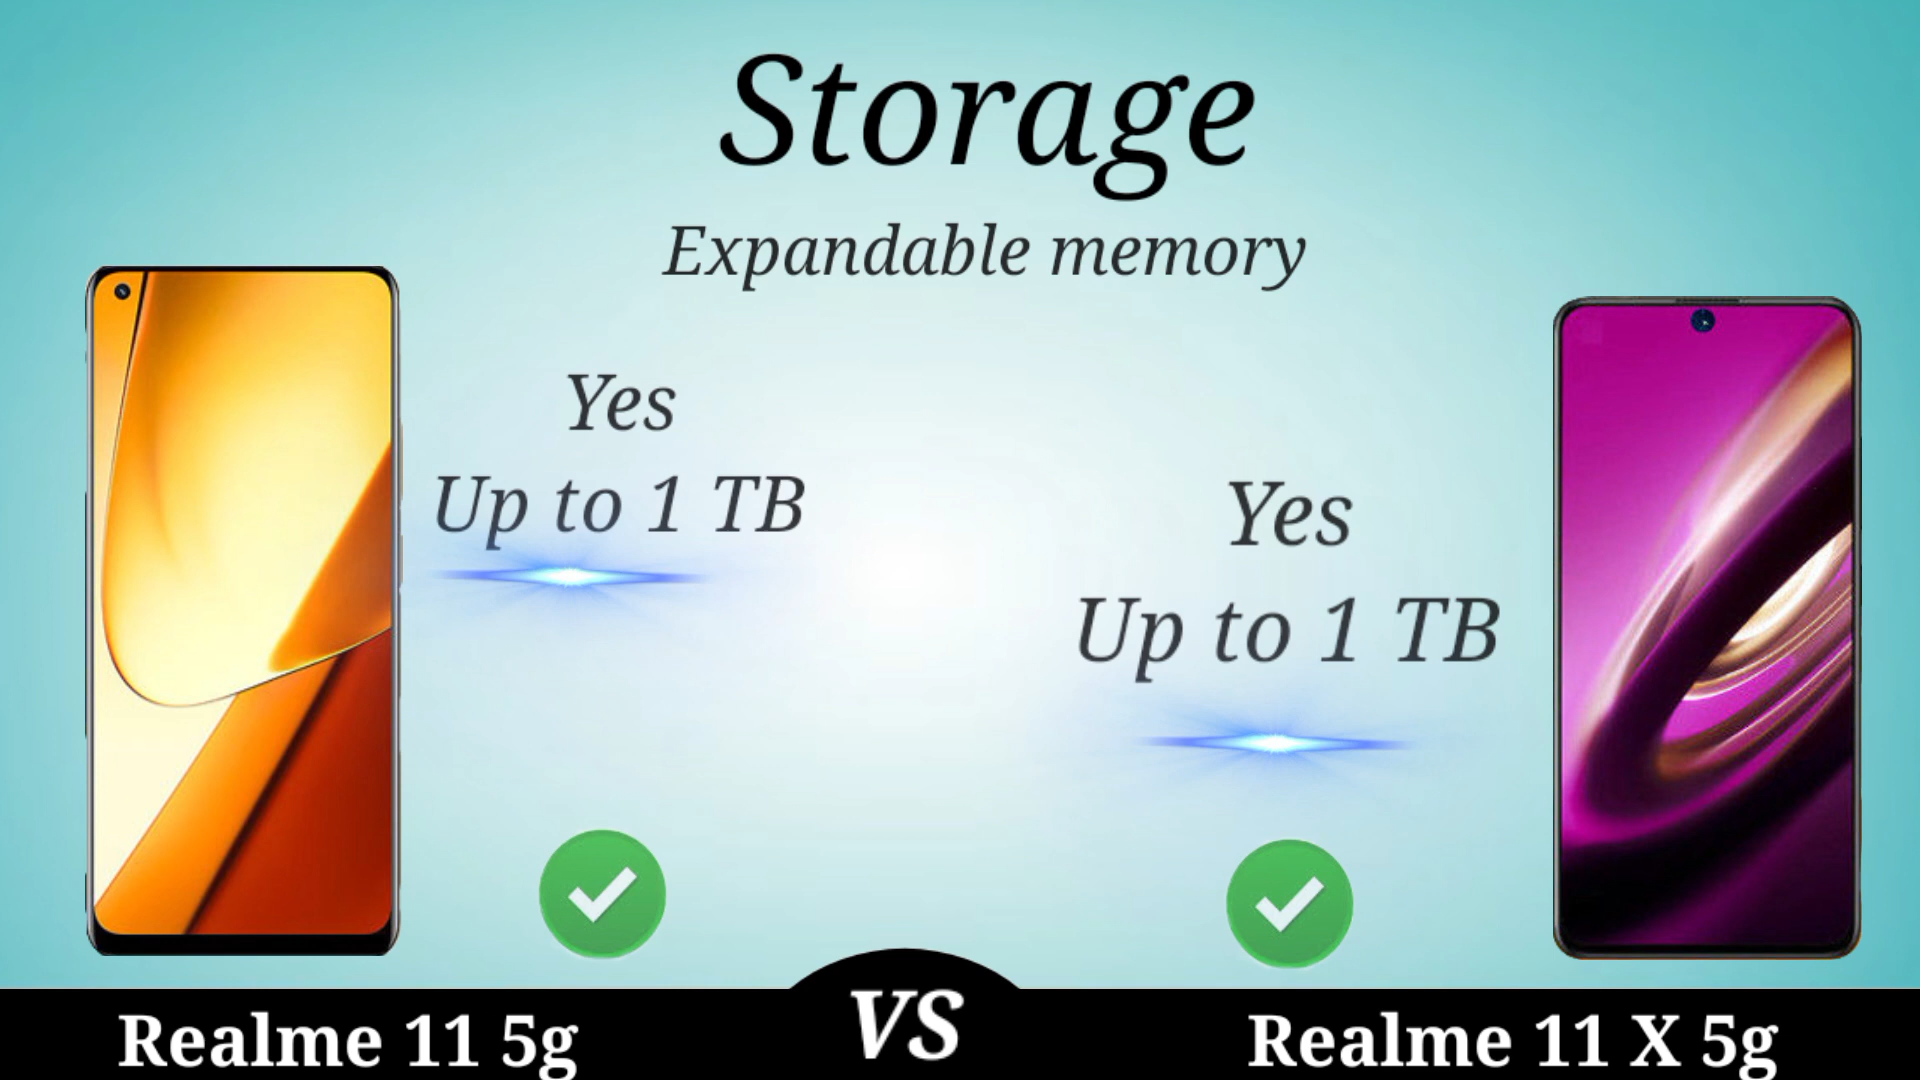 Storage
Expandable memory
Yes
Up to 1 TB
Yes
Up to 1 TB
Realme 11 5g
VS
Realme 11 X 5g